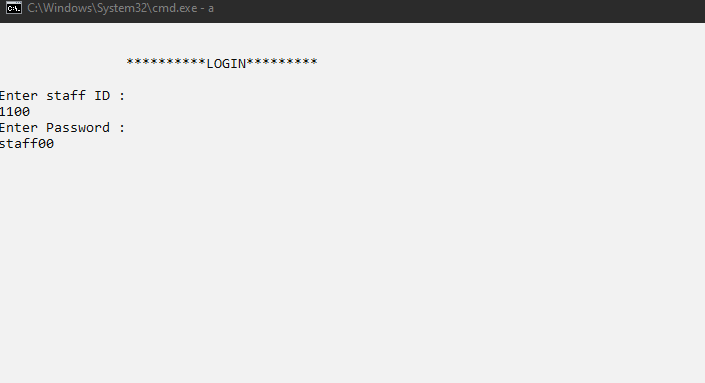 C:\Windows\System32\cmd.exe - a
**********LOGIN*********
Enter staff ID :
1100
Enter Password :
staff00